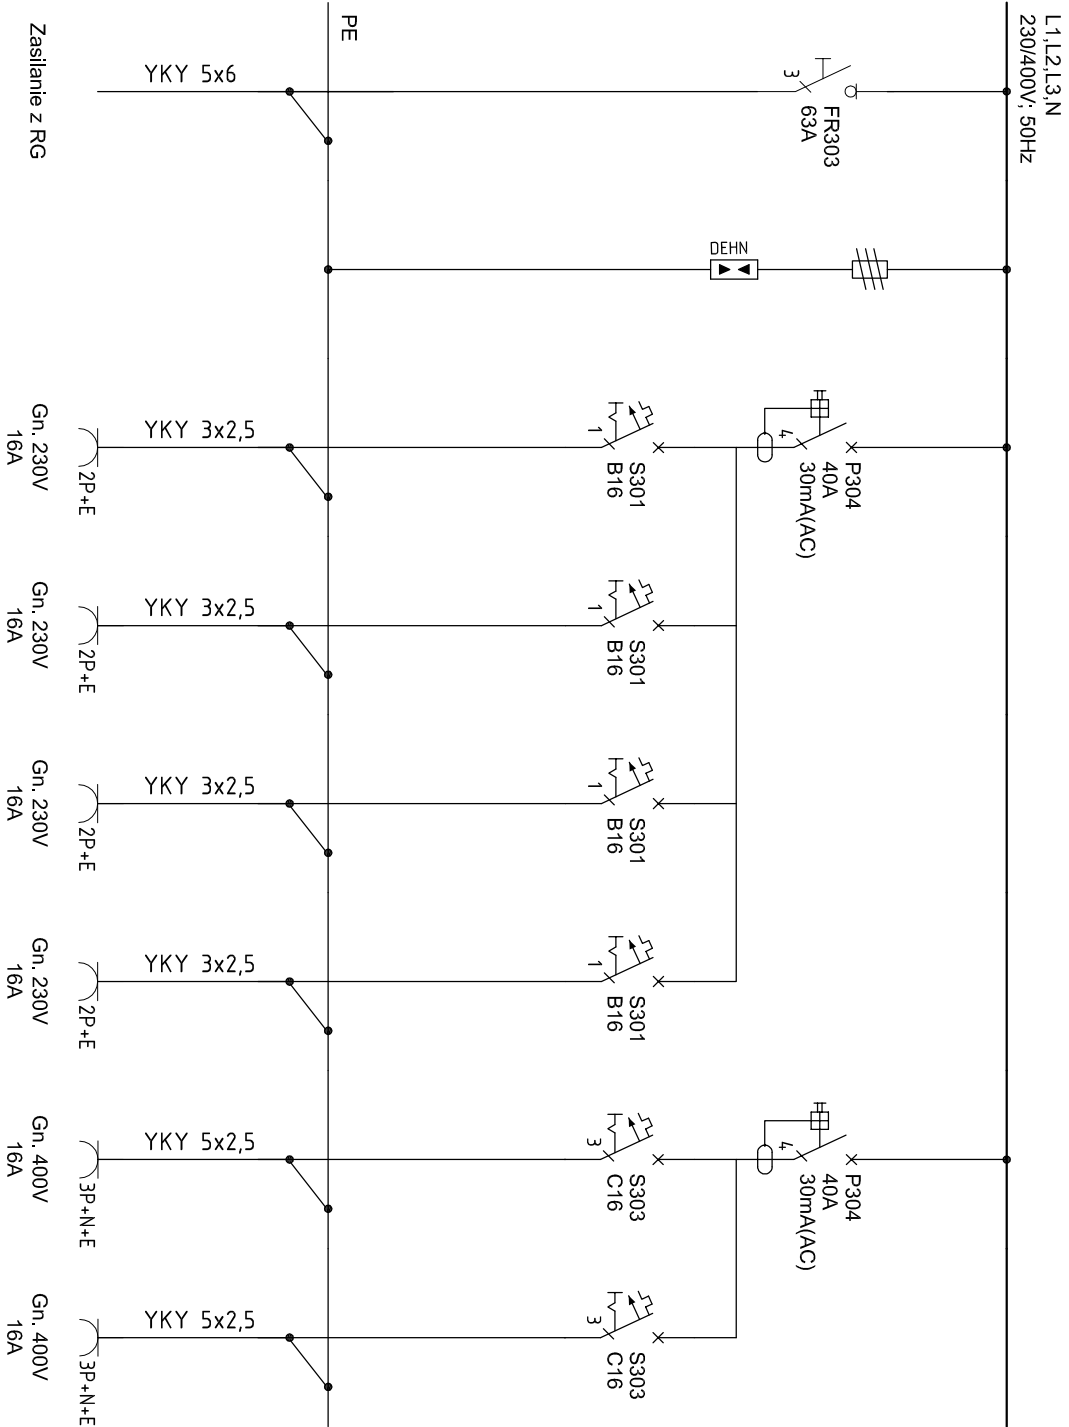 L1,L2,L3,N
230/400V; 50Hz
PE
FR303
63A
3
YKY 5x6
Zasilanie z RG
DEHN
P304
40A
30mA(AC)
4
S301
B16
1
YKY 3x2,5
2P+E
Gn. 230V
16A
S301
B16
1
YKY 3x2,5
2P+E
Gn. 230V
16A
S301
B16
1
YKY 3x2,5
2P+E
Gn. 230V
16A
S301
B16
1
YKY 3x2,5
2P+E
Gn. 230V
16A
P304
40A
30mA(AC)
4
S303
C16
3
YKY 5x2,5
3P+N+E
Gn. 400V
16A
S303
C16
3
YKY 5x2,5
3P+N+E
Gn. 400V
16A